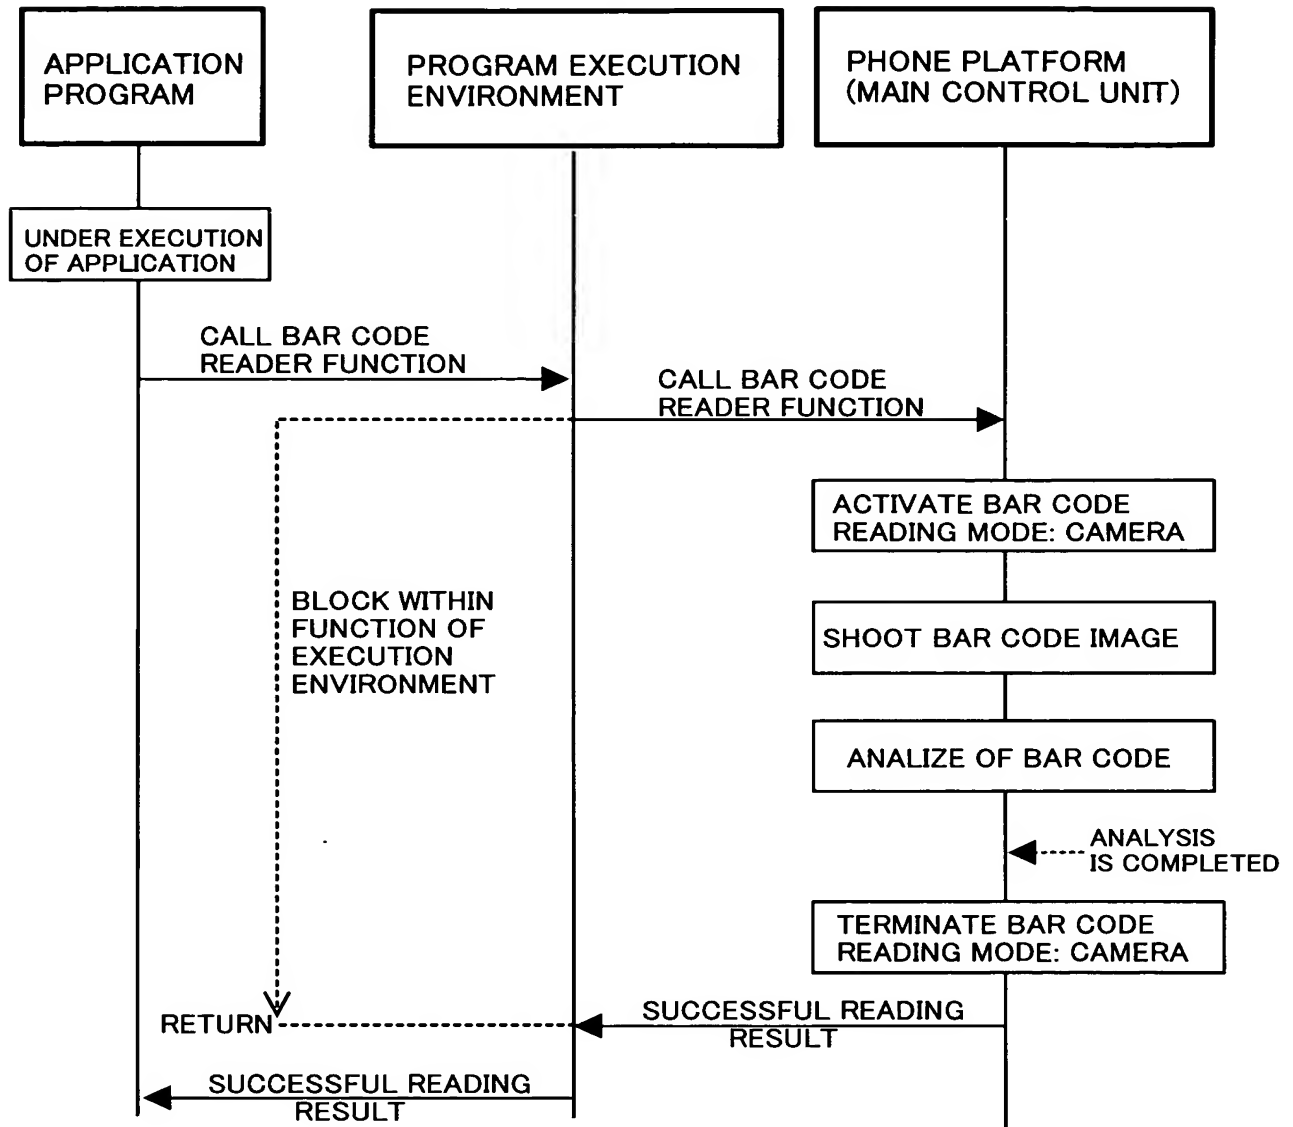 APPLICATION
PROGRAM
PROGRAM EXECUTION
ENVIRONMENT
PHONE PLATFORM
(MAIN CONTROL UNIT)
UNDER EXECUTION
OF APPLICATION
CALL BAR CODE
READER FUNCTION
CALL BAR CODE
READER FUNCTION
ACTIVATE BAR CODE
READING MODE: CAMERA
BLOCK WITHIN
FUNCTION OF
EXECUTION
ENVIRONMENT
SHOOT BAR CODE IMAGE
ANALIZE OF BAR CODE
ANALYSIS
IS COMPLETED
TERMINATE BAR CODE
READING MODE: CAMERA
RETURN
SUCCESSFUL READING
RESULT
SUCCESSFUL READING
RESULT